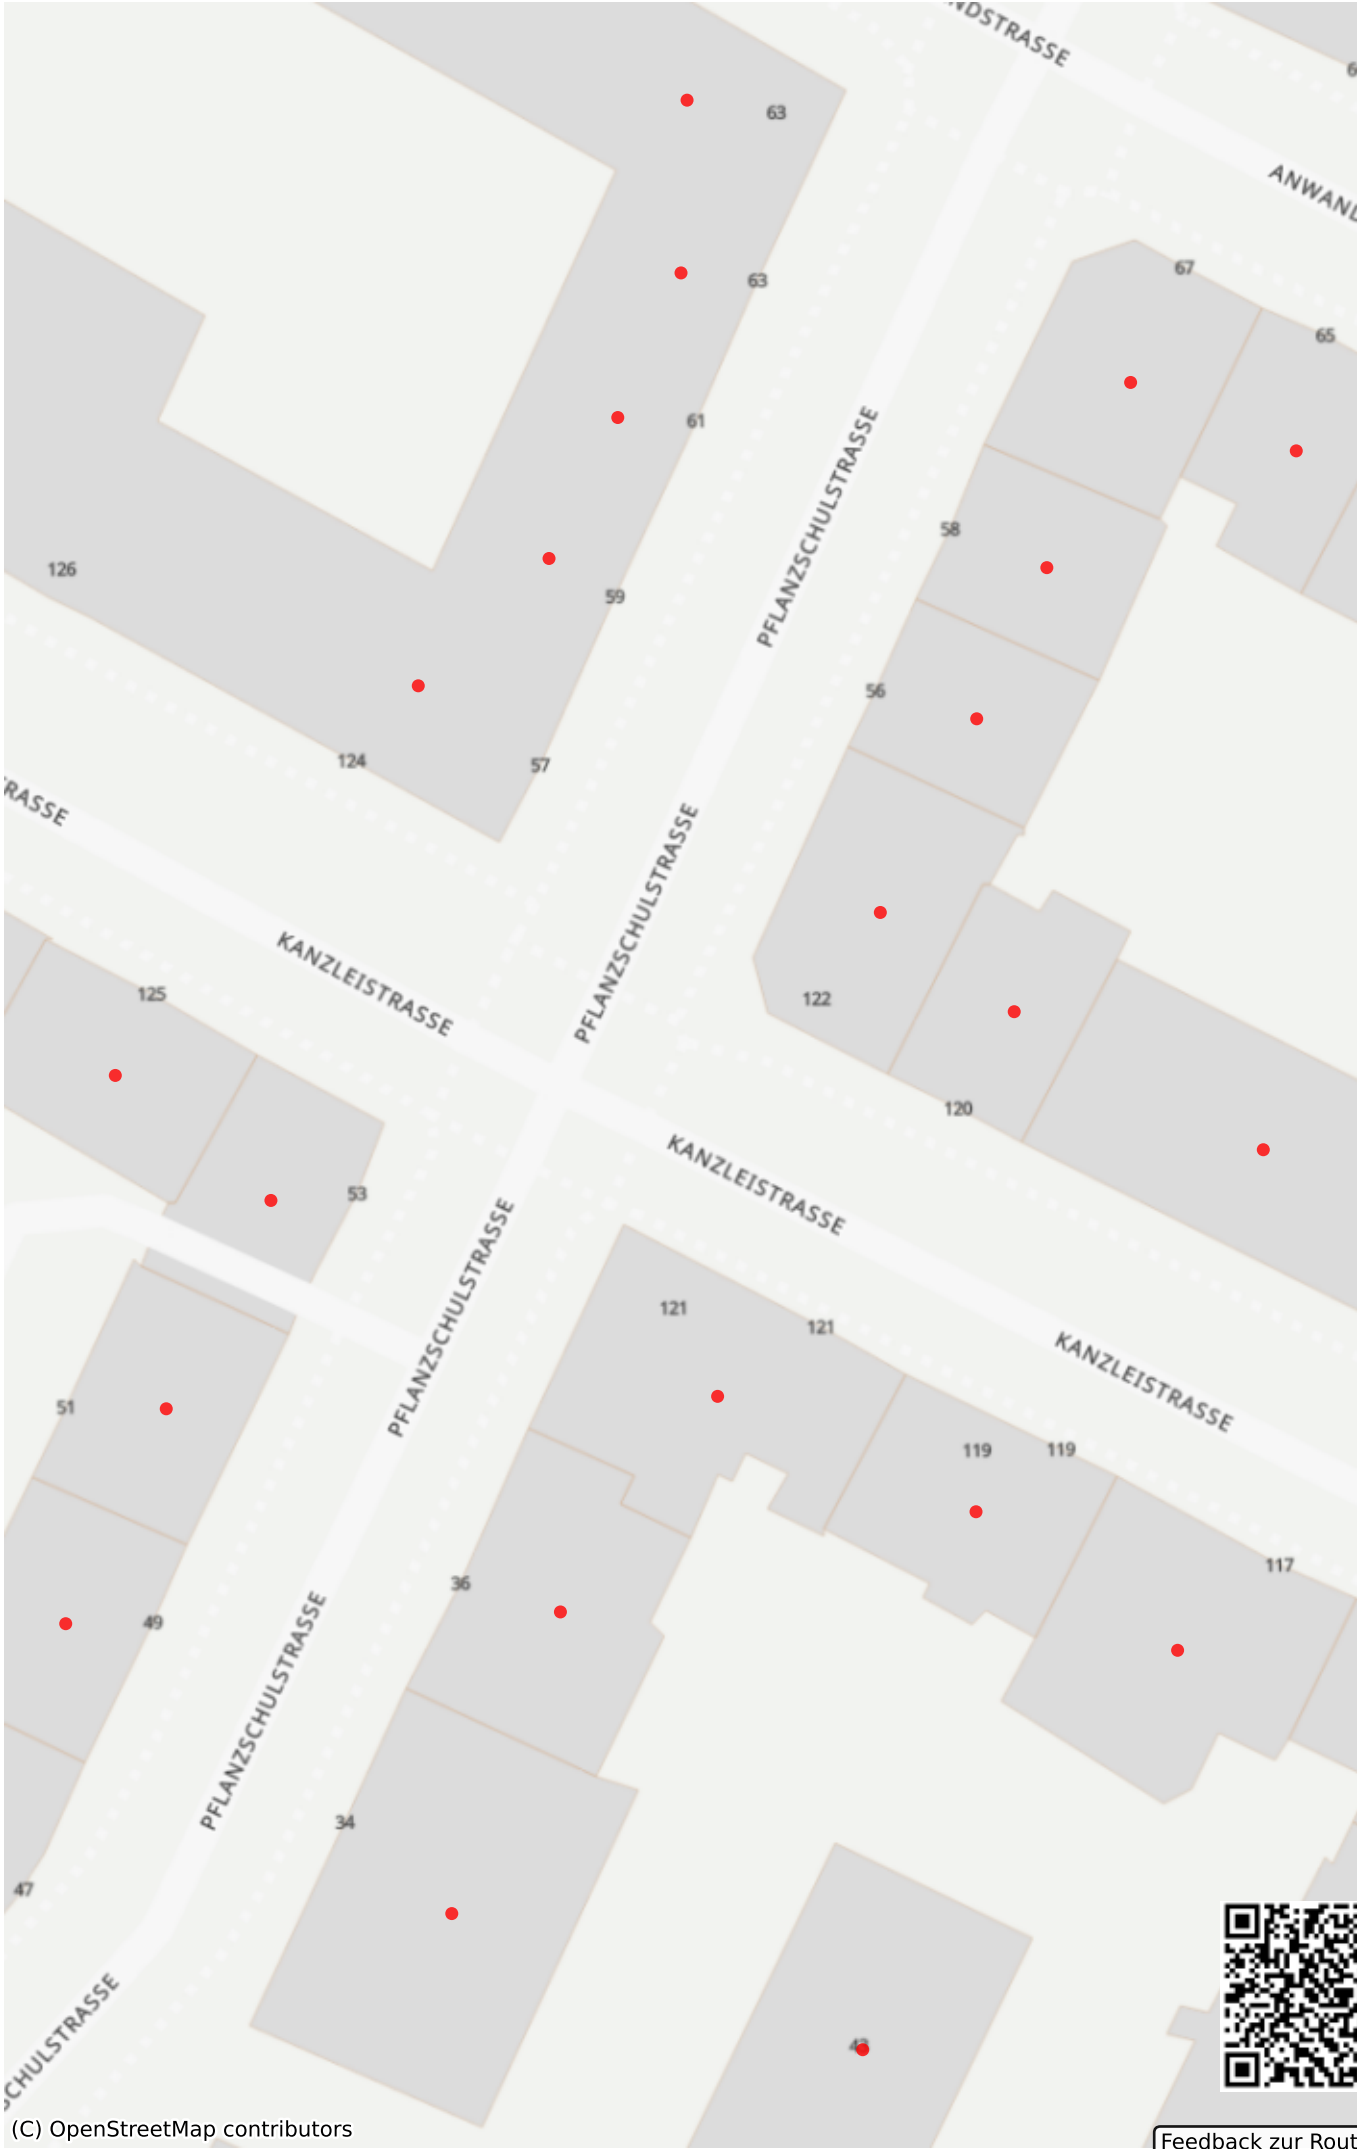 NDSTRASSE
63
ANWAND
63
67
65
61
PFLANZSCHULSTRASSE
58
126
59
56
124
57
RASSE
PFLANZSCHULSTRASSE
KANZLEISTRASSE
125
122
120
KANZLEISTRASSE
53
PFLANZSCHULSTRASSE
121
121
KANZLEISTRASSE
51
119
119
117
36
49
PFLANZSCHULSTRASSE
34
47
SCHULSTRASSE
(C) OpenStreetMap contributors
Feedback zur Rout